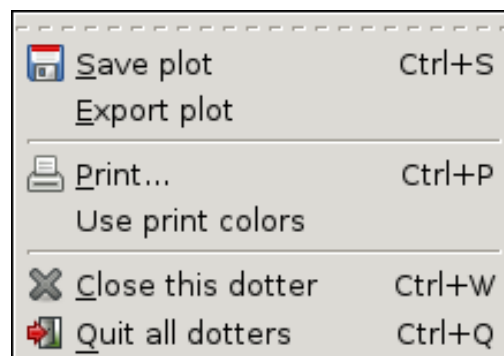 Save plot Ctrl+S
Export plot
Print... Ctrl+P
Use print colors
Close this dotter Ctrl+W
Quit all dotters Ctrl+Q